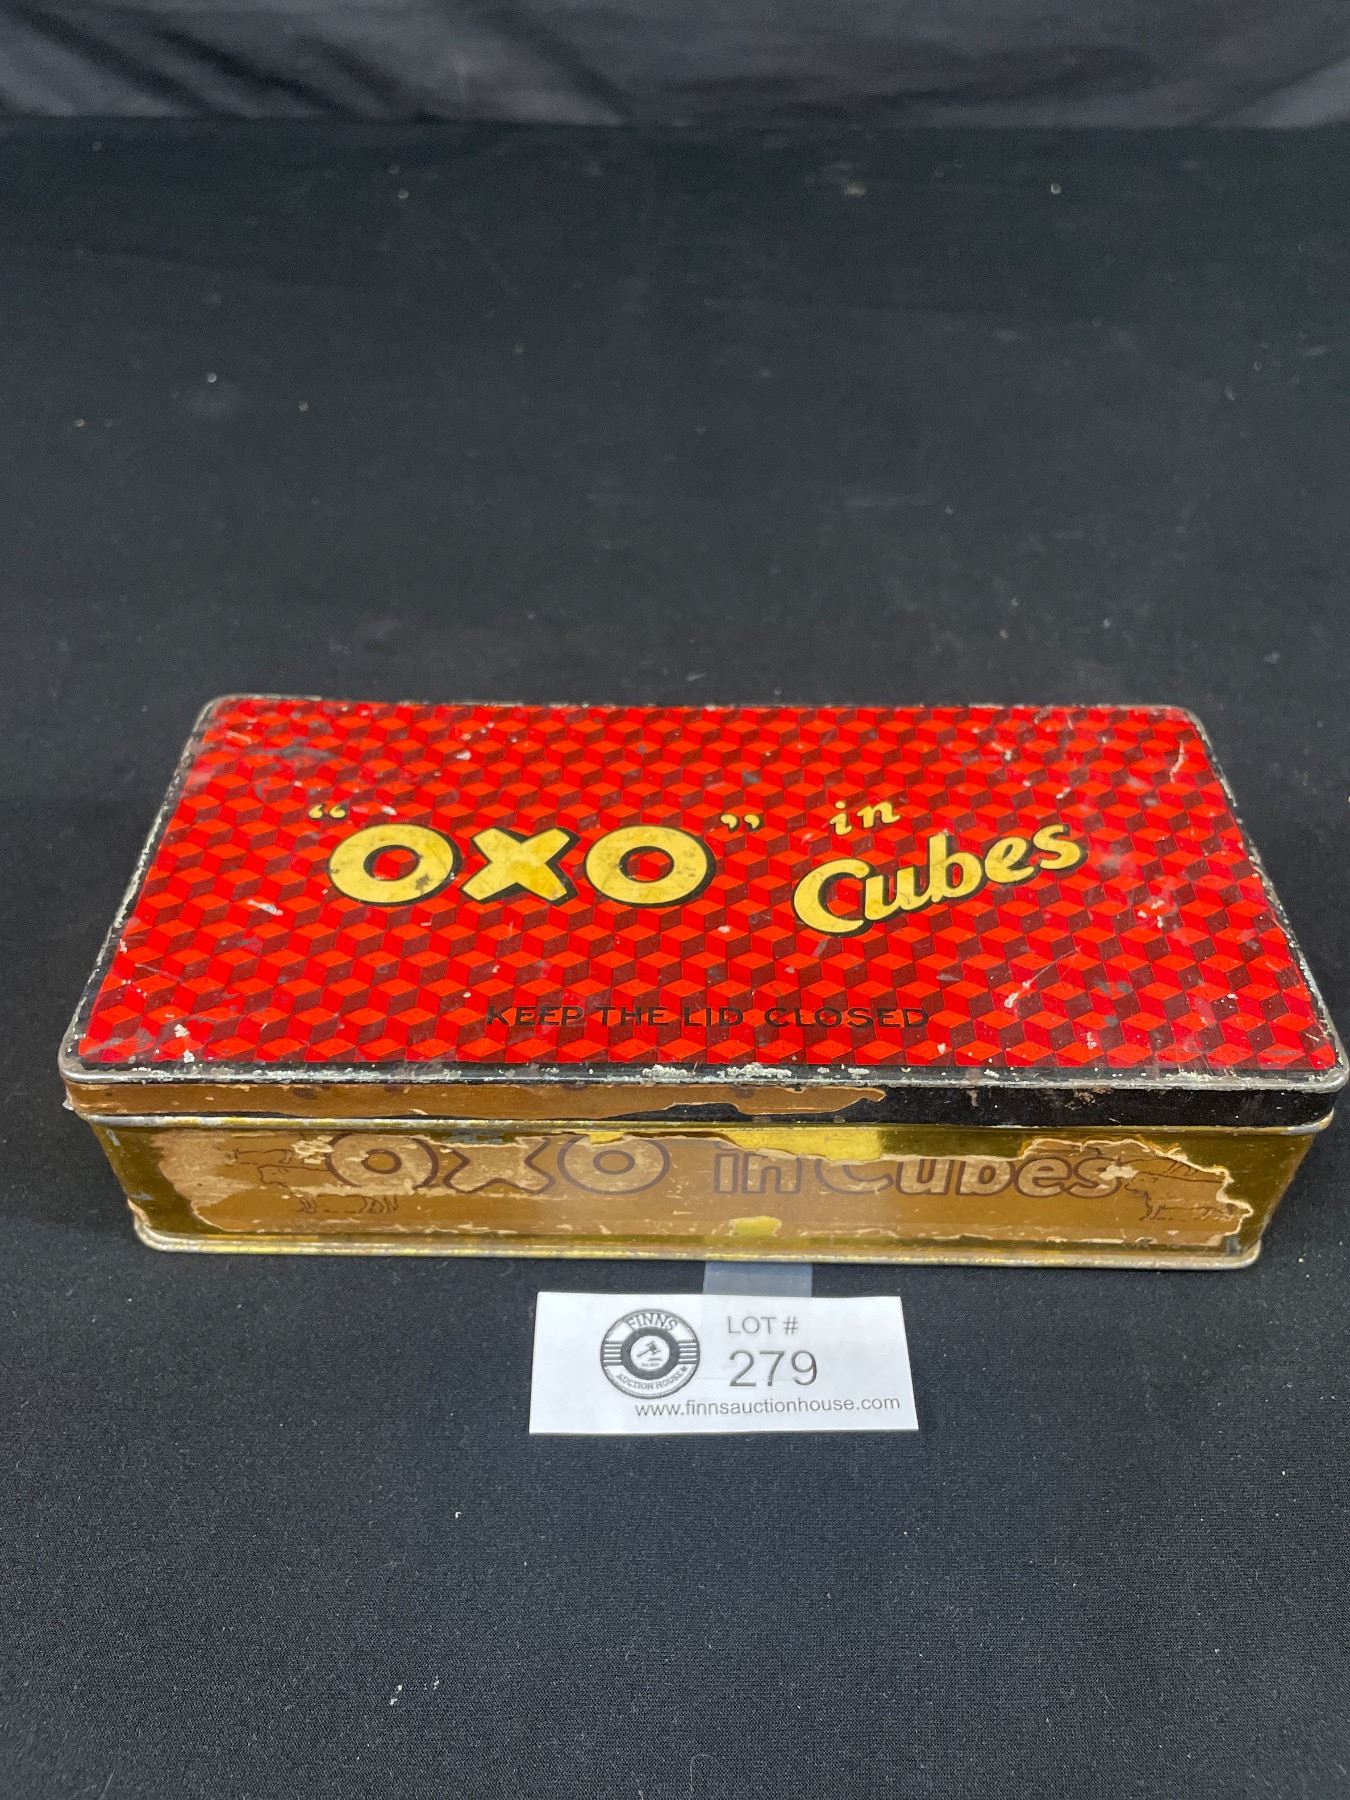 “OXO” in
Cubes
KEEP THE LID CLOSED
OXO in Cubes
FINNS
AUCTION HOUSE
LOT #
279
www.finnsauctionhouse.com